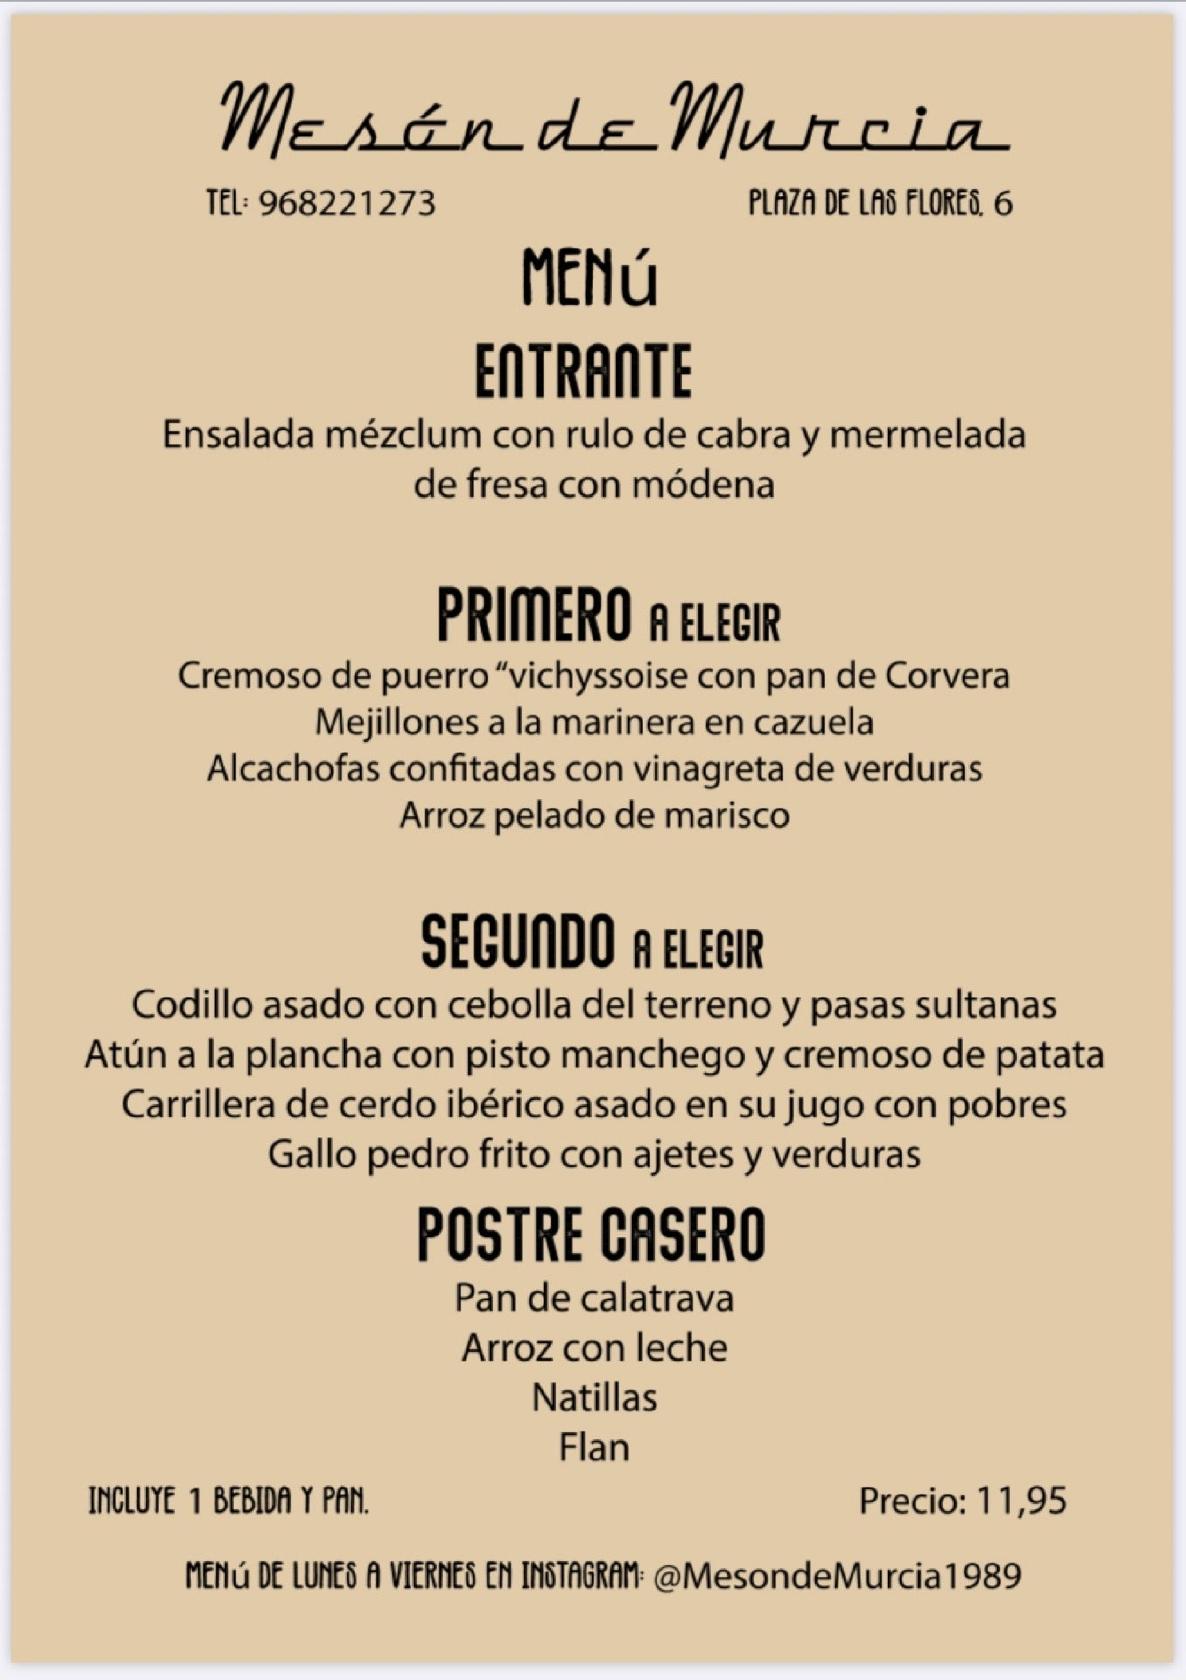 Mesón de Murcia
TEL: 968221273
PLAZA DE LAS FLORES, 6
MENú
ENTRANTE
Ensalada mézclum con rulo de cabra y mermelada
de fresa con módena
PRIMERO A ELEGIR
Cremoso de puerro “vichyssoise con pan de Corvera
Mejillones a la marinera en cazuela
Alcachofas confitadas con vinagreta de verduras
Arroz pelado de marisco
SEGUNDO A ELEGIR
Codillo asado con cebolla del terreno y pasas sultanas
Atún a la plancha con pisto manchego y cremoso de patata
Carrillera de cerdo ibérico asado en su jugo con pobres
Gallo pedro frito con ajetes y verduras
POSTRE CASERO
Pan de calatrava
Arroz con leche
Natillas
Flan
INCLUYE 1 BEBIDA Y PAN.
Precio: 11,95
MENú DE LUNES A VIERNES EN INSTAGRAM: @MesondeMurcia1989